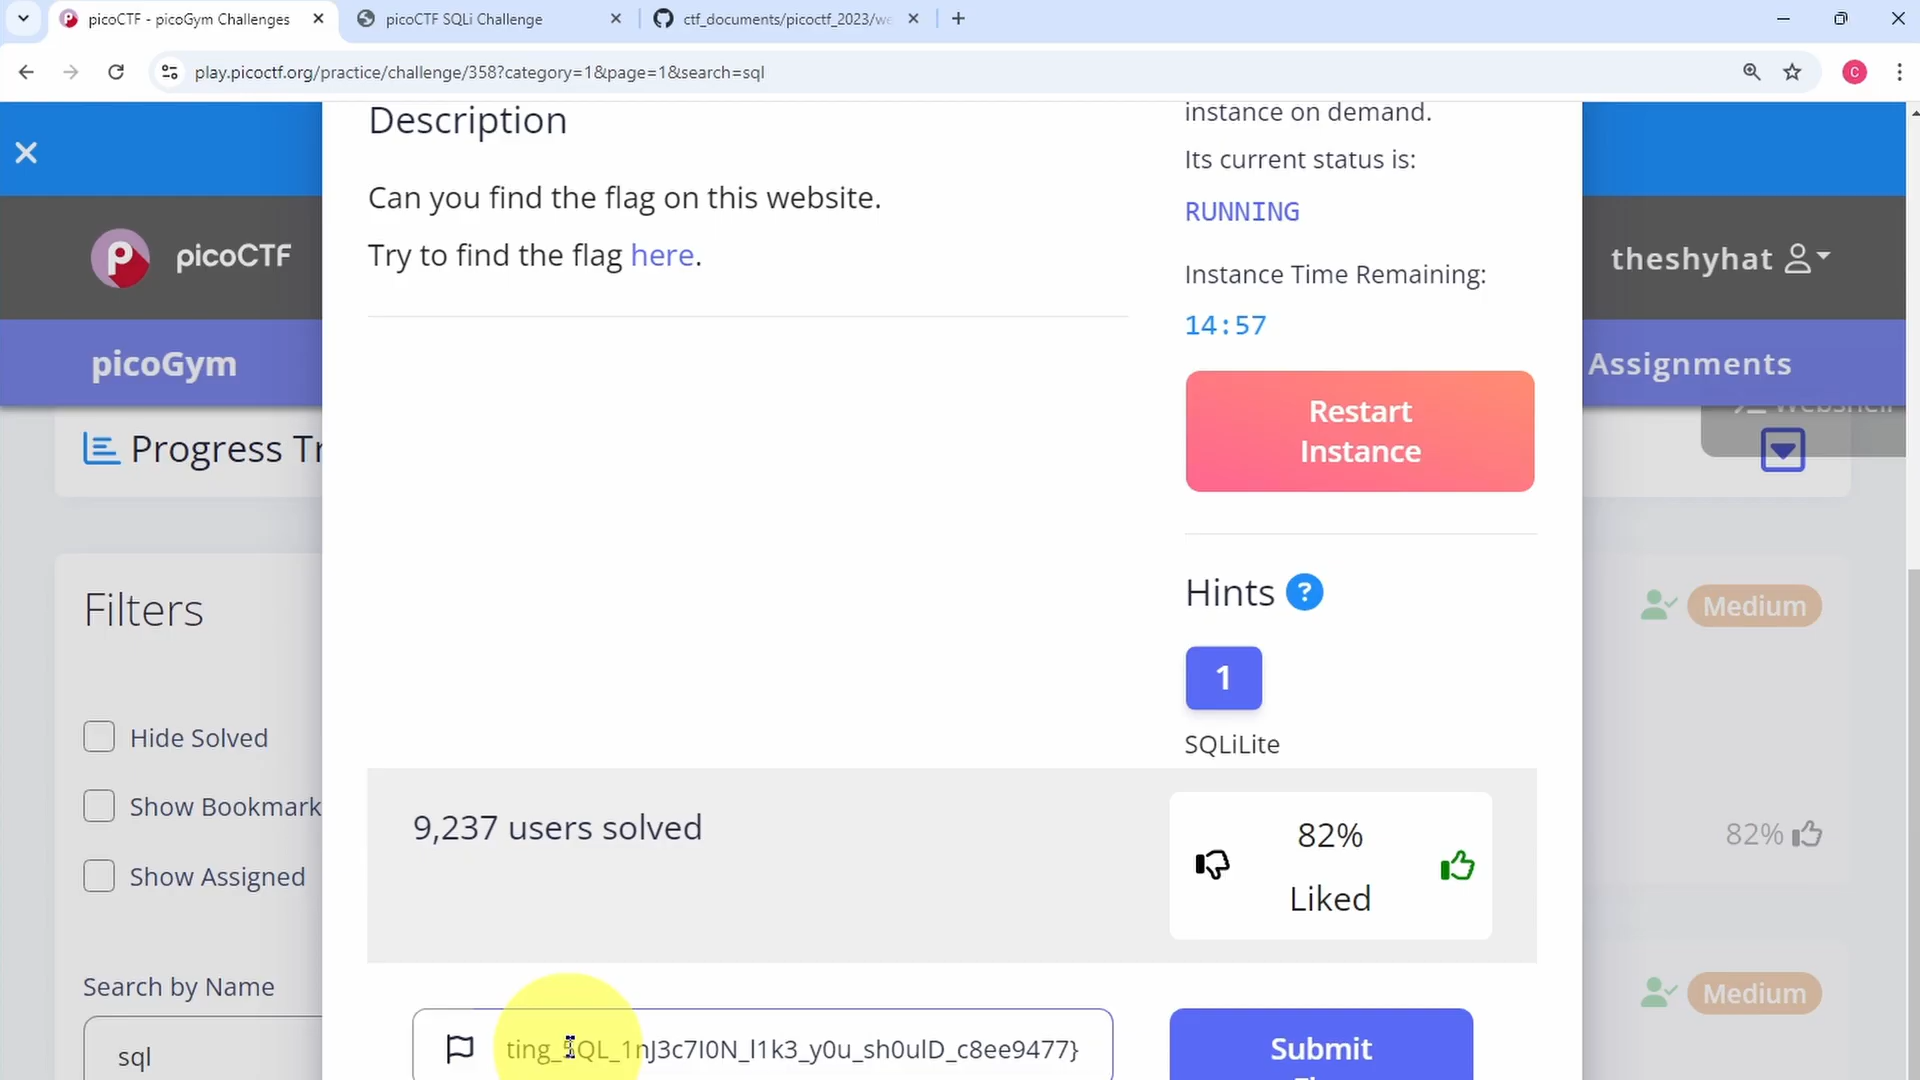 picoCTF - picoGym Challenges
picoCTF SQLi Challenge
ctf_documents/picoctf_2023/we
play.picoctf.org/practice/challenge/358?category=1&page=1&search=sql
C
picoCTF
theshyhat
picoGym
Assignments
Webshell
Progress Tr
Filters
Hide Solved
Show Bookmark
Show Assigned
Search by Name
sql
Description
Can you find the flag on this website.
Try to find the flag here.
instance on demand.
Its current status is:
RUNNING
Instance Time Remaining:
14:57
Restart
Instance
Hints ?
1
SQLiLite
9,237 users solved
82%
Liked
ting_SQL_1nJ3c7I0N_l1k3_y0u_sh0ulD_c8ee9477}
Submit
Medium
82%
Medium